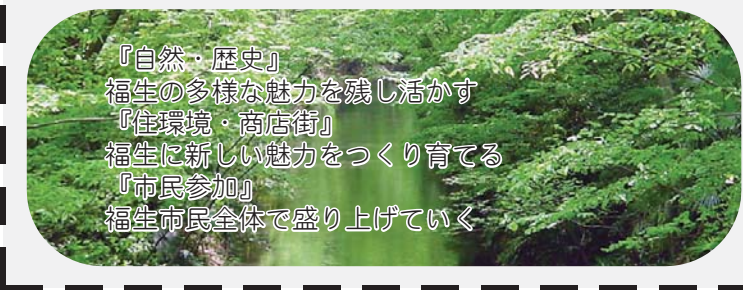 『自然・歴史』
福生の多様な魅力を残し活かす
『住環境・商店街』
福生に新しい魅力をつくり育てる
『市民参加』
福生市民全体で盛り上げていく